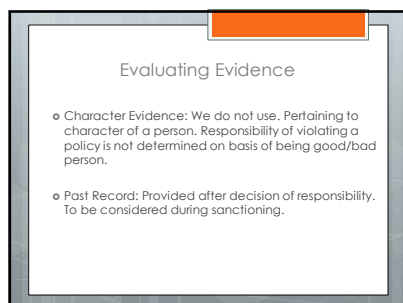 Evaluating Evidence
Character Evidence: We do not use. Pertaining to
character of a person. Responsibility of violating a
policy is not determined on basis of being good/bad
person.
Past Record: Provided after decision of responsibility.
To be considered during sanctioning.